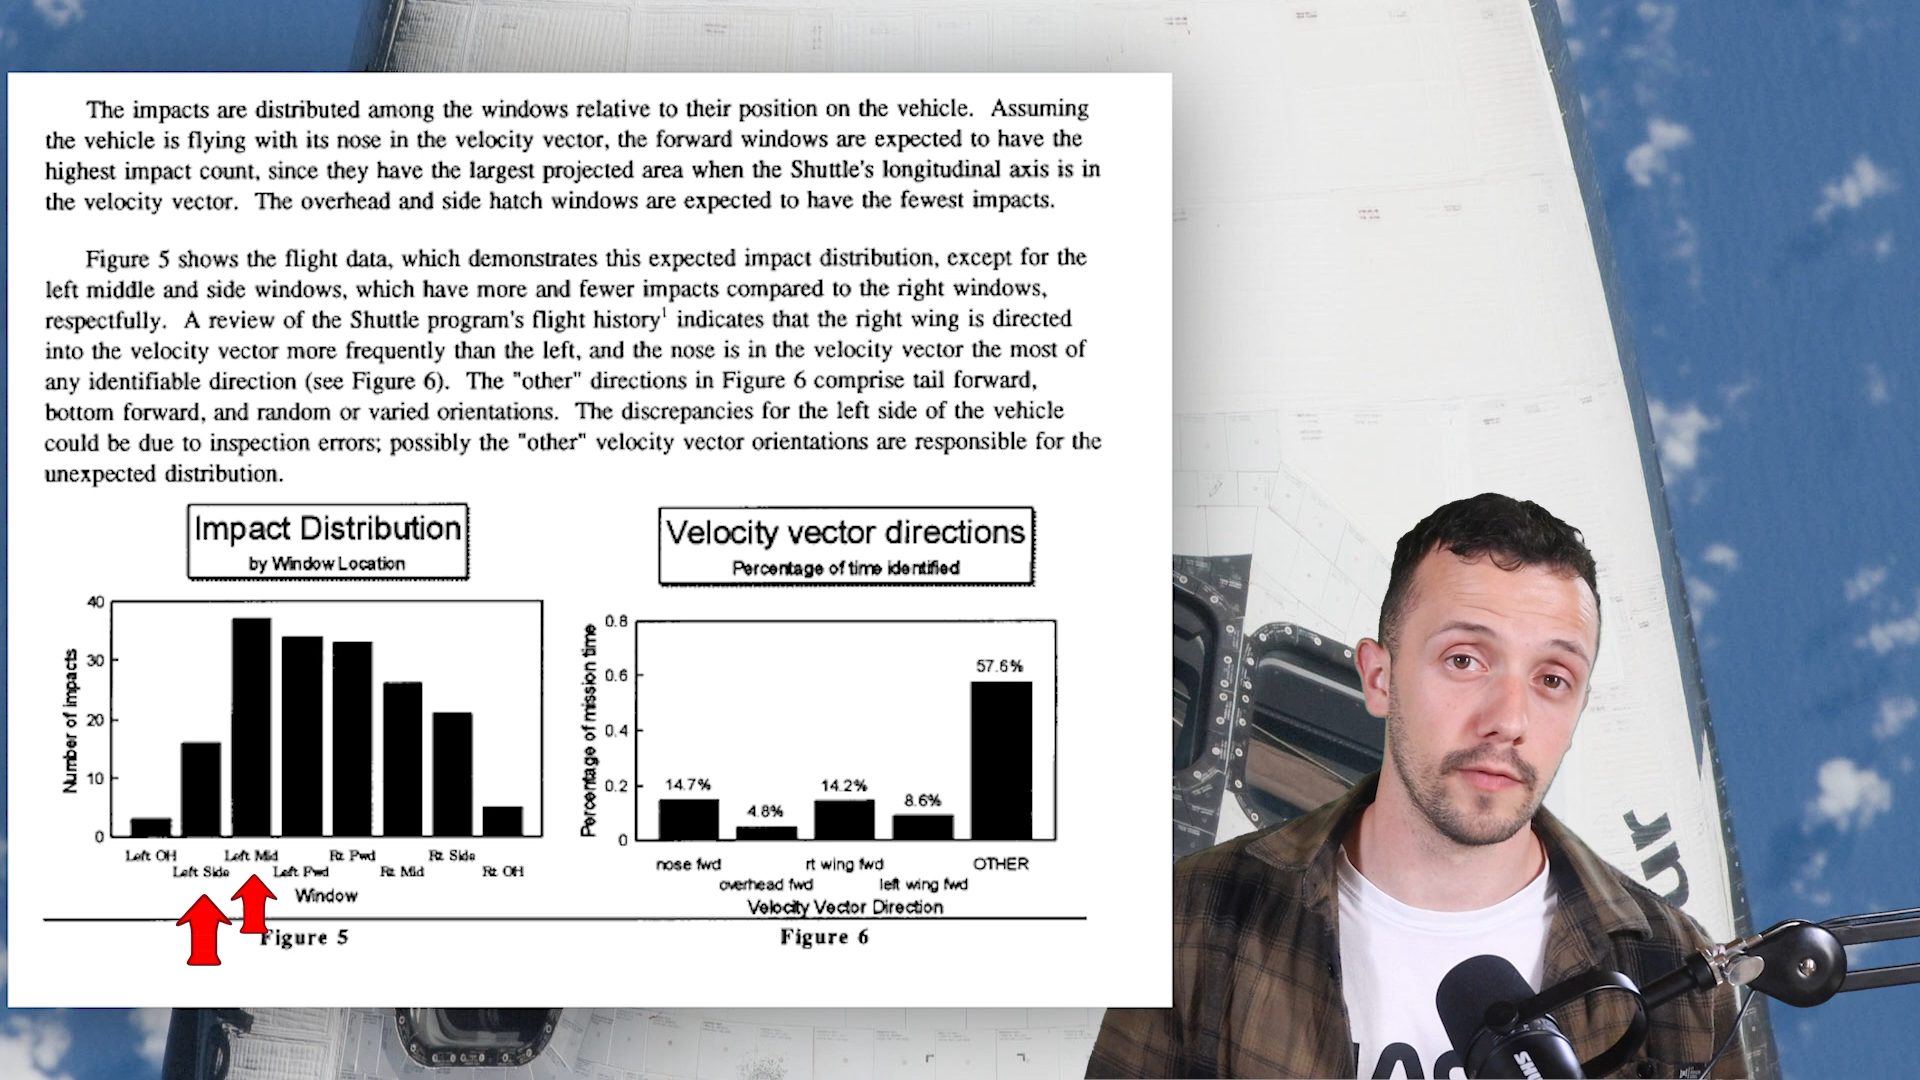 The impacts are distributed among the windows relative to their position on the vehicle. Assuming
the vehicle is flying with its nose in the velocity vector, the forward windows are expected to have the
highest impact count, since they have the largest projected area when the Shuttle's longitudinal axis is in
the velocity vector. The overhead and side hatch windows are expected to have the fewest impacts.
Figure 5 shows the flight data, which demonstrates this expected impact distribution, except for the
left middle and side windows, which have more and fewer impacts compared to the right windows,
respectfully. A review of the Shuttle program's flight history1 indicates that the right wing is directed
into the velocity vector more frequently than the left, and the nose is in the velocity vector the most of
any identifiable direction (see Figure 6). The "other" directions in Figure 6 comprise tail forward,
bottom forward, and random or varied orientations. The discrepancies for the left side of the vehicle
could be due to inspection errors; possibly the "other" velocity vector orientations are responsible for the
unexpected distribution.
Impact Distribution
by Window Location
Number of impacts
40
30
20
10
0
Left OH
Left Side
Left Mid
Left Fwd
Rt Fwd
Rt Mid
Rt Side
Rt OH
Window
Figure 5
Velocity vector directions
Percentage of time identified
Percentage of mission time
0.8
0.6
0.4
0.2
0
14.7%
4.8%
14.2%
8.6%
57.6%
nose fwd
overhead fwd
rt wing fwd
left wing fwd
OTHER
Velocity Vector Direction
Figure 6
ur